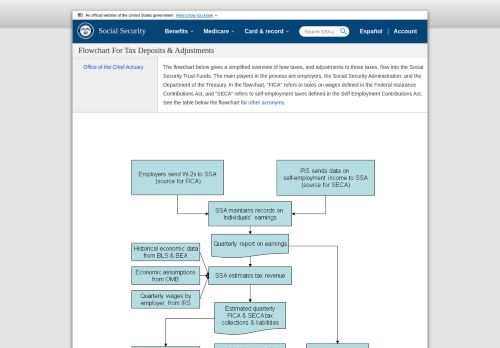 An official website of the United States government Here's how you know
Social Security
Benefits Medicare Card & record Español Account
Flowchart For Tax Deposits & Adjustments
Office of the Chief Actuary
The flowchart below gives a simplified overview of how taxes, and adjustments to those taxes, flow into the Social
Security Trust Funds. The main players in the process are employers, the Social Security Administration, and the
Department of the Treasury. In the flowchart, "FICA" refers to taxes on wages defined in the Federal Insurance
Contributions Act, and "SECA" refers to self-employment taxes defined in the Self Employment Contributions Act.
See the table below the flowchart for other acronyms.
Employers send W-2s to SSA
(source for FICA)
IRS sends data on
self-employment income to SSA
(source for SECA)
SSA maintains records on
Individuals' earnings
Quarterly report on earnings
Historical economic data
from BLS & BEA
Economic assumptions
from OMB
SSA estimates tax revenue
Quarterly wages by
employer, from IRS
Estimated quarterly
FICA & SECA tax
collections & liabilities